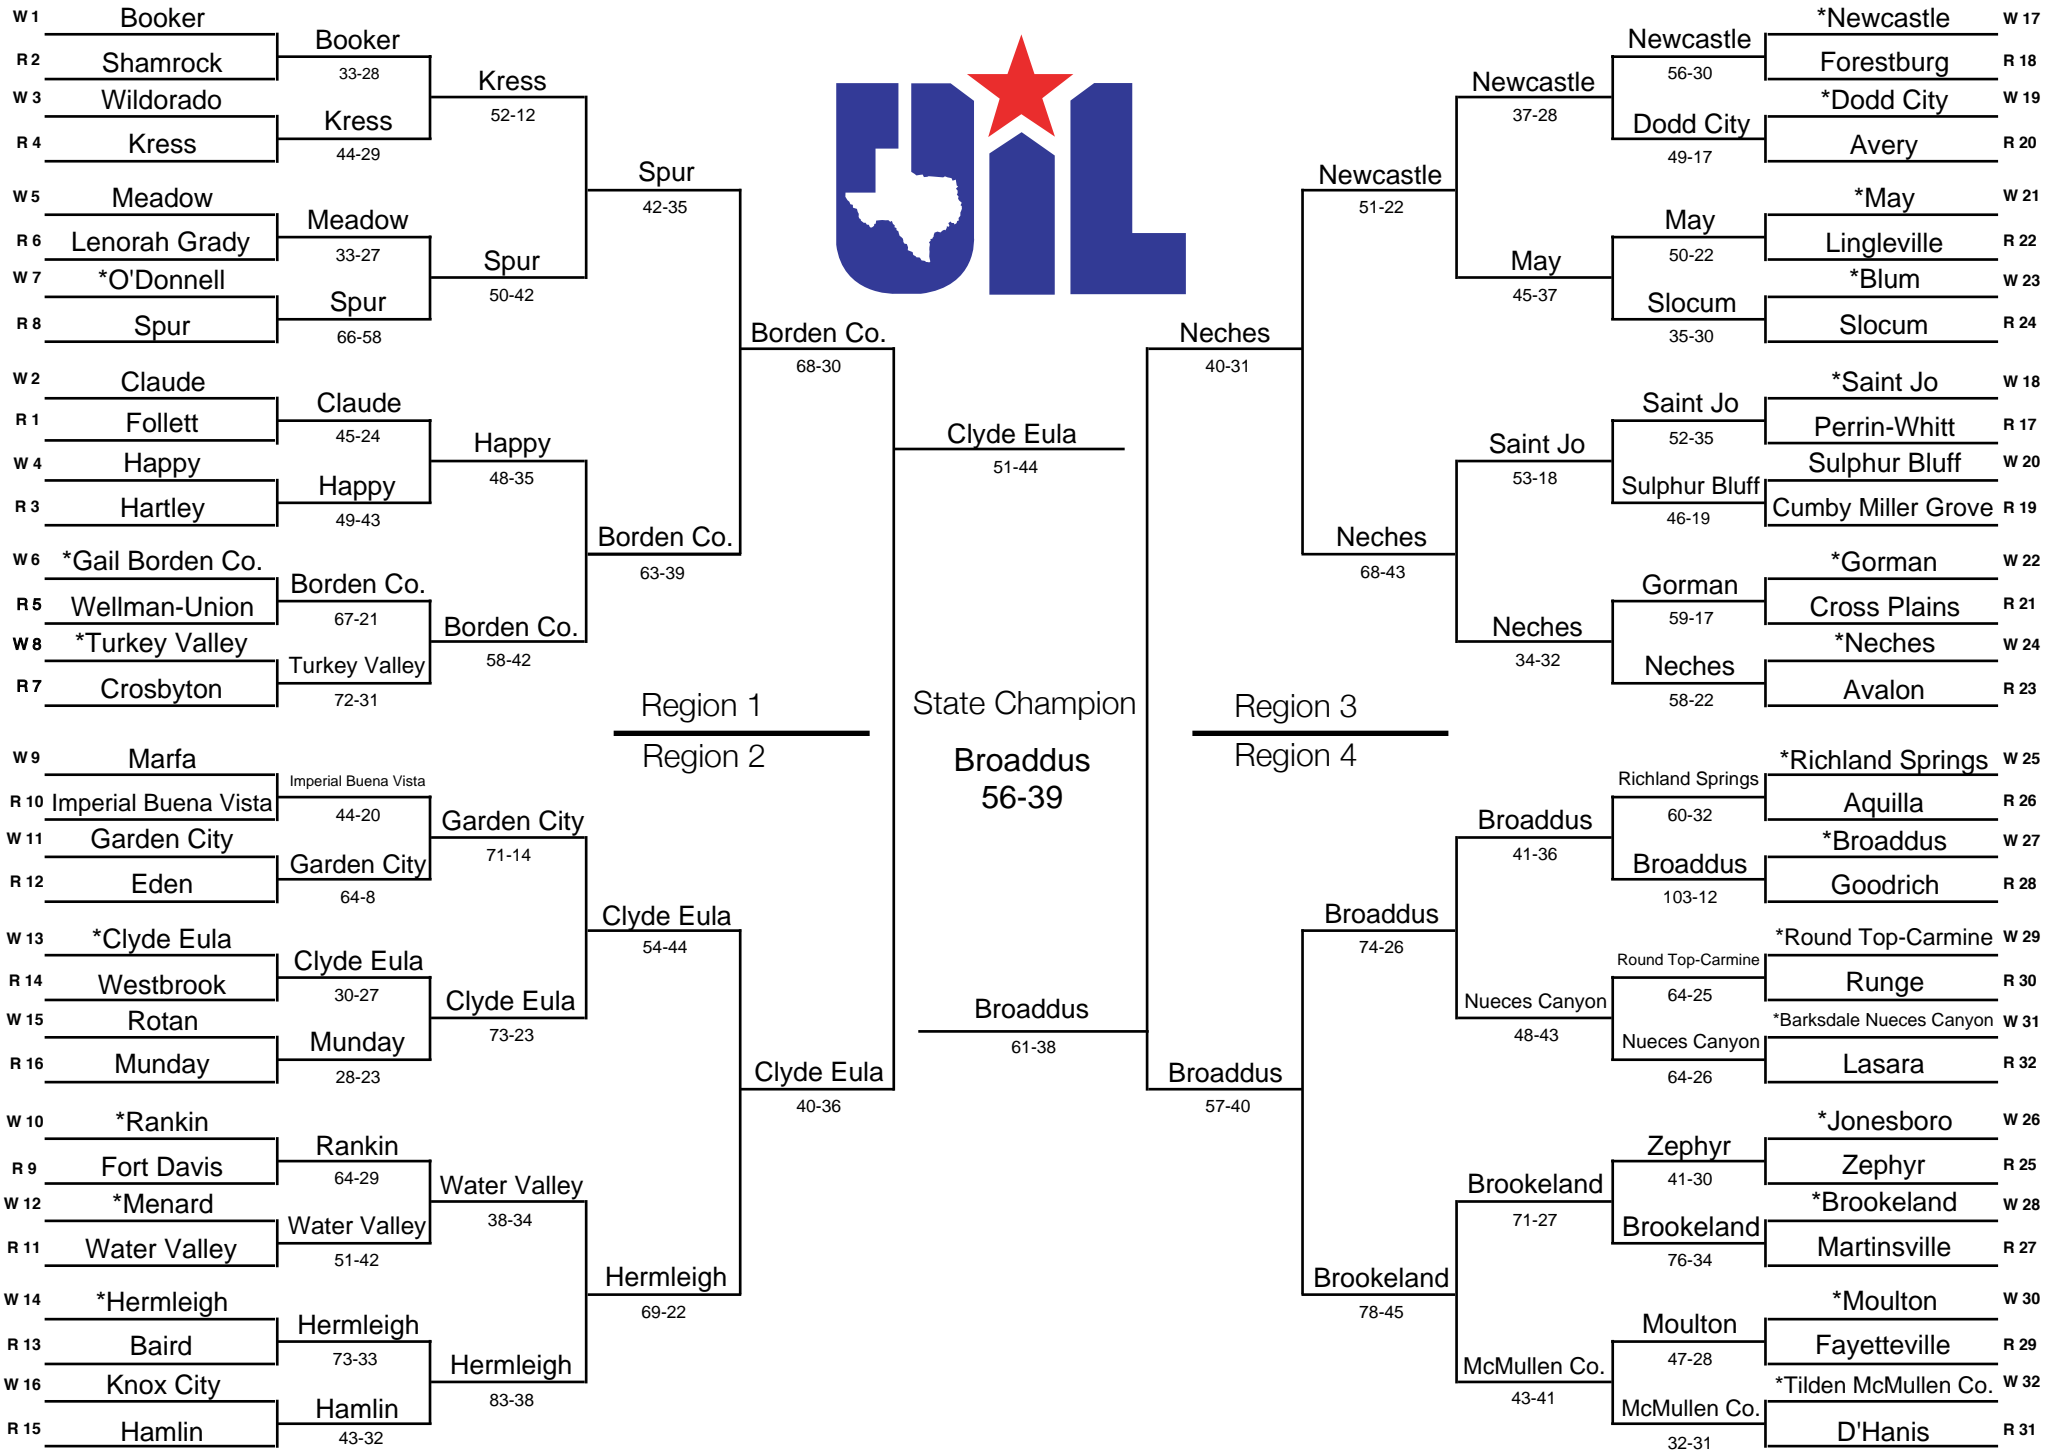 W 1 Booker
R 2 Shamrock
W 3 Wildorado
R 4 Kress
W 5 Meadow
R 6 Lenorah Grady
W 7 *O'Donnell
R 8 Spur
W 2 Claude
R 1 Follett
W 4 Happy
R 3 Hartley
W 6 *Gail Borden Co.
R 5 Wellman-Union
W 8 *Turkey Valley
R 7 Crosbyton
W 9 Marfa
R 10 Imperial Buena Vista
W 11 Garden City
R 12 Eden
W 13 *Clyde Eula
R 14 Westbrook
W 15 Rotan
R 16 Munday
W 10 *Rankin
R 9 Fort Davis
W 12 *Menard
R 11 Water Valley
W 14 *Hermleigh
R 13 Baird
W 16 Knox City
R 15 Hamlin
Booker
33-28
Kress
44-29
Meadow
33-27
Spur
66-58
Claude
45-24
Happy
49-43
Borden Co.
67-21
Turkey Valley
72-31
Imperial Buena Vista
44-20
Garden City
64-8
Clyde Eula
30-27
Munday
28-23
Rankin
64-29
Water Valley
51-42
Hermleigh
73-33
Hamlin
43-32
Kress
52-12
Spur
50-42
Happy
48-35
Borden Co.
58-42
Garden City
71-14
Clyde Eula
73-23
Water Valley
38-34
Hermleigh
83-38
Spur
42-35
Borden Co.
63-39
Clyde Eula
54-44
Hermleigh
69-22
Borden Co.
68-30
Clyde Eula
40-36
Region 1
Region 2
UIL
Clyde Eula
51-44
State Champion
Broaddus
56-39
Broaddus
61-38
Region 3
Region 4
Neches
40-31
Broaddus
57-40
Newcastle
51-22
Neches
68-43
Broaddus
74-26
Brookeland
78-45
Newcastle
37-28
May
45-37
Saint Jo
53-18
Neches
34-32
Broaddus
41-36
Nueces Canyon
48-43
Brookeland
71-27
McMullen Co.
43-41
Newcastle
56-30
Dodd City
49-17
May
50-22
Slocum
35-30
Saint Jo
52-35
Sulphur Bluff
46-19
Gorman
59-17
Neches
58-22
Richland Springs
60-32
Broaddus
103-12
Round Top-Carmine
64-25
Nueces Canyon
64-26
Zephyr
41-30
Brookeland
76-34
Moulton
47-28
McMullen Co.
32-31
*Newcastle W 17
Forestburg R 18
*Dodd City W 19
Avery R 20
*May W 21
Lingleville R 22
*Blum W 23
Slocum R 24
*Saint Jo W 18
Perrin-Whitt R 17
Sulphur Bluff W 20
Cumby Miller Grove R 19
*Gorman W 22
Cross Plains R 21
*Neches W 24
Avalon R 23
*Richland Springs W 25
Aquilla R 26
*Broaddus W 27
Goodrich R 28
*Round Top-Carmine W 29
Runge R 30
*Barksdale Nueces Canyon W 31
Lasara R 32
*Jonesboro W 26
Zephyr R 25
*Brookeland W 28
Martinsville R 27
*Moulton W 30
Fayetteville R 29
*Tilden McMullen Co. W 32
D'Hanis R 31